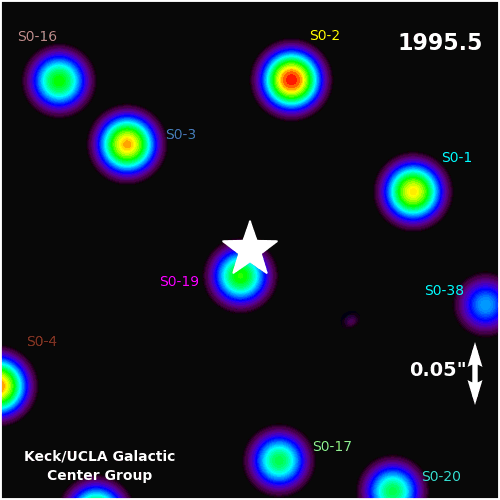 S0-16
S0-2
1995.5
S0-3
S0-1
S0-19
S0-38
S0-4
0.05"
Keck/UCLA Galactic
Center Group
S0-17
S0-20